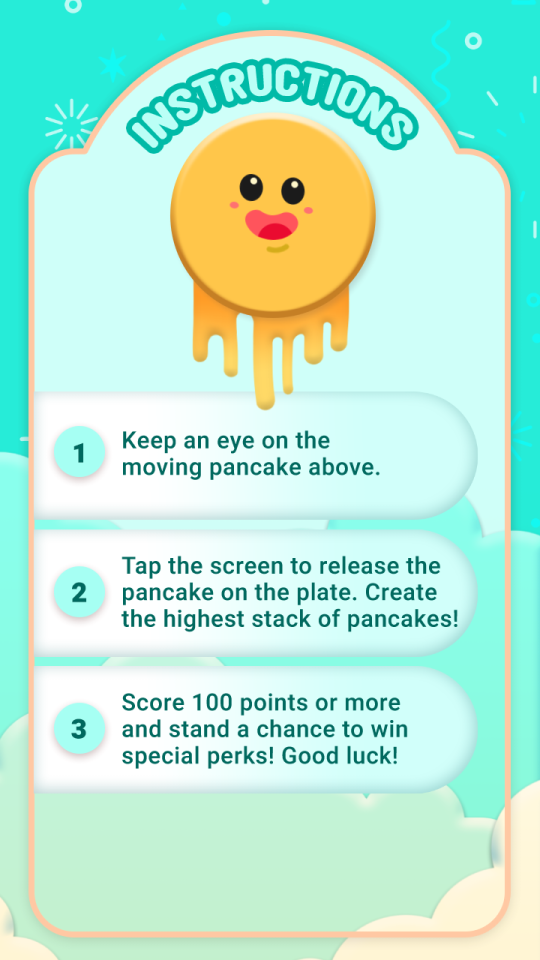 INSTRUCTIONS
1
Keep an eye on the
moving pancake above.
2
Tap the screen to release the
pancake on the plate. Create
the highest stack of pancakes!
3
Score 100 points or more
and stand a chance to win
special perks! Good luck!